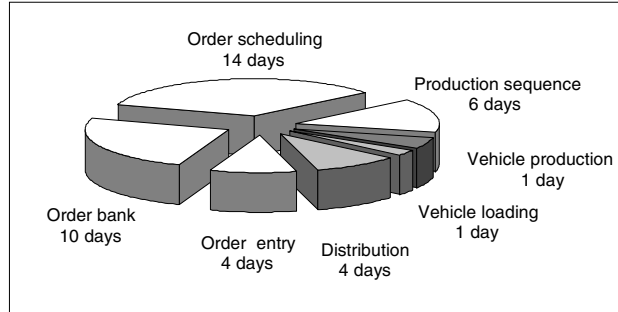 Order scheduling
14 days
Production sequence
6 days
Vehicle production
1 day
Vehicle loading
1 day
Distribution
4 days
Order entry
4 days
Order bank
10 days